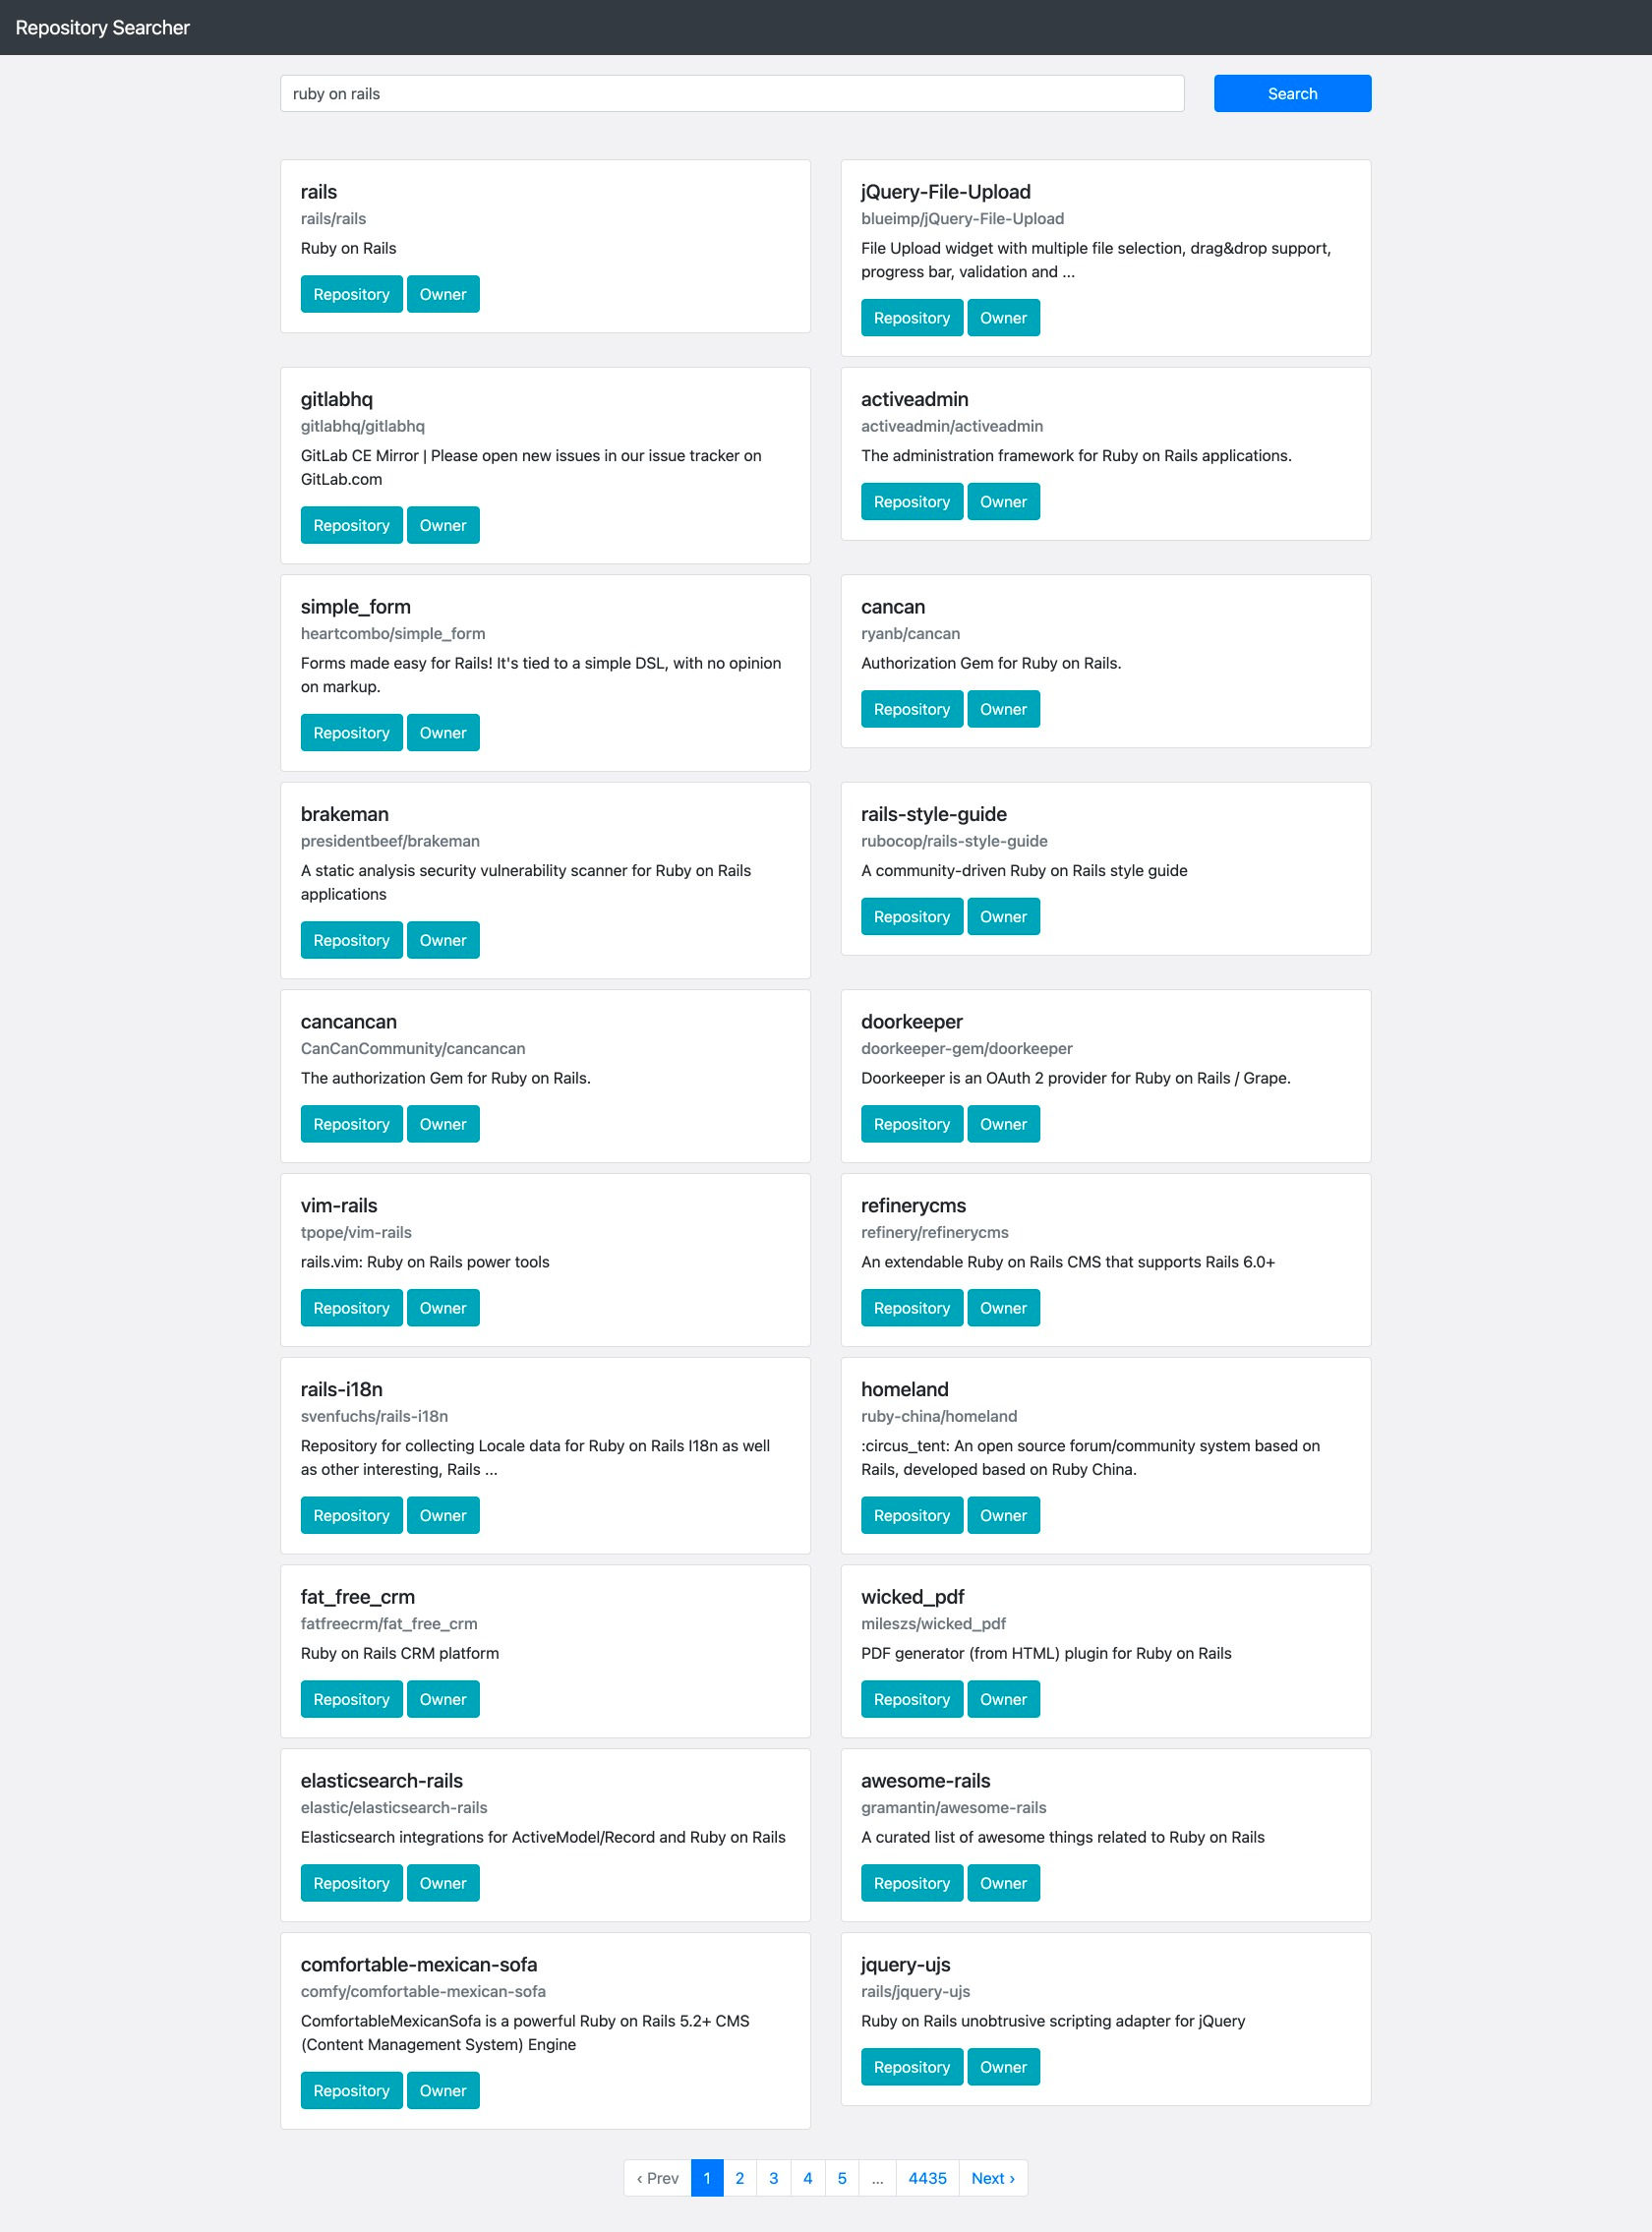 Repository Searcher
ruby on rails
Search
rails
rails/rails
Ruby on Rails
Repository Owner
jQuery-File-Upload
blueimp/jQuery-File-Upload
File Upload widget with multiple file selection, drag&drop support,
progress bar, validation and ...
Repository Owner
gitlabhq
gitlabhq/gitlabhq
GitLab CE Mirror | Please open new issues in our issue tracker on
GitLab.com
Repository Owner
activeadmin
activeadmin/activeadmin
The administration framework for Ruby on Rails applications.
Repository Owner
simple_form
heartcombo/simple_form
Forms made easy for Rails! It's tied to a simple DSL, with no opinion
on markup.
Repository Owner
cancan
ryanb/cancan
Authorization Gem for Ruby on Rails.
Repository Owner
brakeman
presidentbeef/brakeman
A static analysis security vulnerability scanner for Ruby on Rails
applications
Repository Owner
rails-style-guide
rubocop/rails-style-guide
A community-driven Ruby on Rails style guide
Repository Owner
cancancan
CanCanCommunity/cancancan
The authorization Gem for Ruby on Rails.
Repository Owner
doorkeeper
doorkeeper-gem/doorkeeper
Doorkeeper is an OAuth 2 provider for Ruby on Rails / Grape.
Repository Owner
vim-rails
tpope/vim-rails
rails.vim: Ruby on Rails power tools
Repository Owner
refinerycms
refinery/refinerycms
An extendable Ruby on Rails CMS that supports Rails 6.0+
Repository Owner
rails-i18n
svenfuchs/rails-i18n
Repository for collecting Locale data for Ruby on Rails I18n as well
as other interesting, Rails ...
Repository Owner
homeland
ruby-china/homeland
:circus_tent: An open source forum/community system based on
Rails, developed based on Ruby China.
Repository Owner
fat_free_crm
fatfreecrm/fat_free_crm
Ruby on Rails CRM platform
Repository Owner
wicked_pdf
mileszs/wicked_pdf
PDF generator (from HTML) plugin for Ruby on Rails
Repository Owner
elasticsearch-rails
elastic/elasticsearch-rails
Elasticsearch integrations for ActiveModel/Record and Ruby on Rails
Repository Owner
awesome-rails
gramantin/awesome-rails
A curated list of awesome things related to Ruby on Rails
Repository Owner
comfortable-mexican-sofa
comfy/comfortable-mexican-sofa
ComfortableMexicanSofa is a powerful Ruby on Rails 5.2+ CMS
(Content Management System) Engine
Repository Owner
jquery-ujs
rails/jquery-ujs
Ruby on Rails unobtrusive scripting adapter for jQuery
Repository Owner
‹ Prev 1 2 3 4 5 ... 4435 Next ›